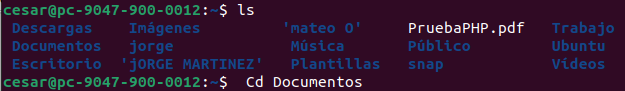 cesar@pc-9047-900-0012:~$ ls
Descargas Imágenes 'mateo O' PruebaPHP.pdf Trabajo
Documentos jorge Música Público Ubuntu
Escritorio 'jORGE MARTINEZ' Plantillas snap Vídeos
cesar@pc-9047-900-0012:~$ Cd Documentos